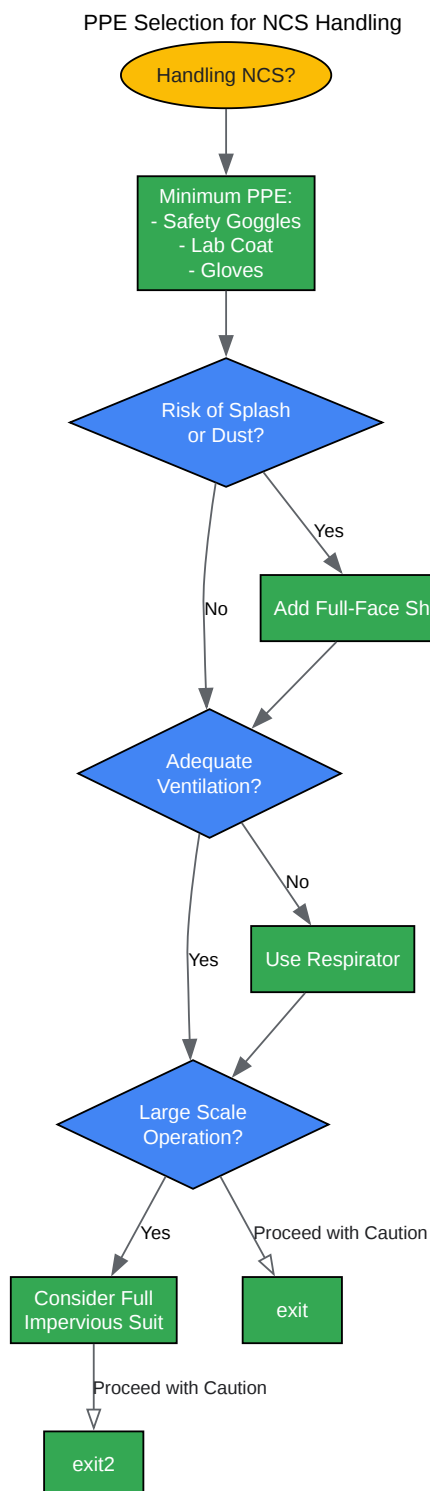 PPE Selection for NCS Handling
Handling NCS?
Minimum PPE:
- Safety Goggles
- Lab Coat
- Gloves
Risk of Splash
or Dust?
Yes
No
Add Full-Face Sh
Adequate
Ventilation?
No
Yes
Use Respirator
Large Scale
Operation?
Yes
Proceed with Caution
Consider Full
Impervious Suit
exit
Proceed with Caution
exit2